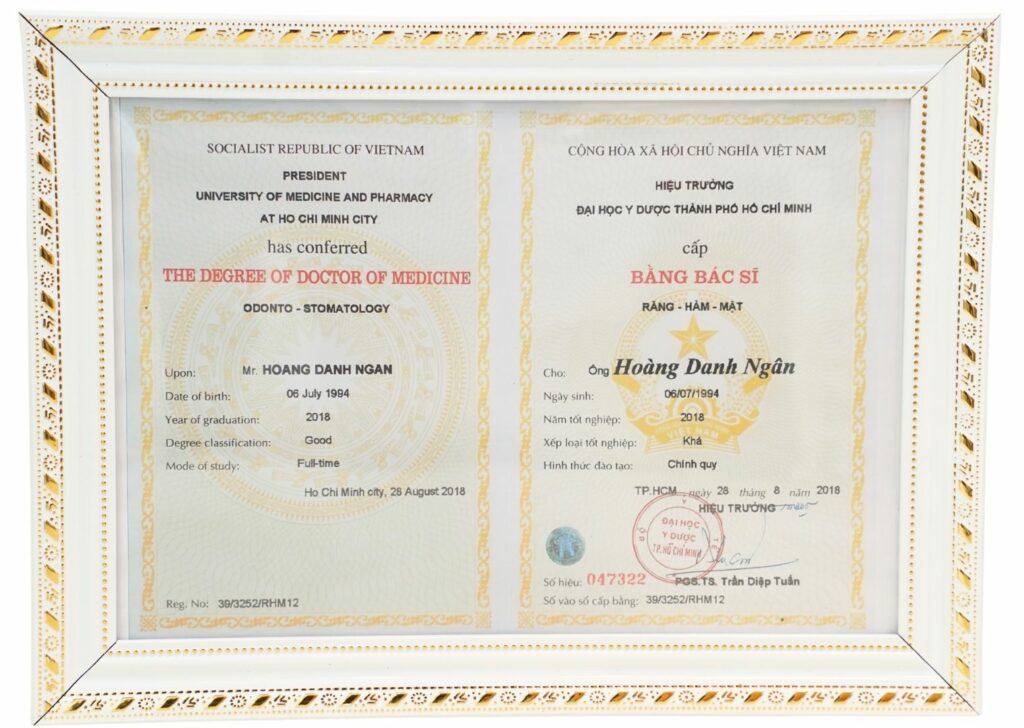 SOCIALIST REPUBLIC OF VIETNAM
PRESIDENT
UNIVERSITY OF MEDICINE AND PHARMACY
AT HO CHI MINH CITY
has conferred
THE DEGREE OF DOCTOR OF MEDICINE
ODONTO - STOMATOLOGY
Upon: Mr. HOANG DANH NGAN
Date of birth: 06 July 1994
Year of graduation: 2018
Degree classification: Good
Mode of study: Full-time
Ho Chi Minh city, 28 August 2018
Reg. No: 39/3252/RHM12
CỘNG HÒA XÃ HỘI CHỦ NGHĨA VIỆT NAM
HIỆU TRƯỞNG
ĐẠI HỌC Y DƯỢC THÀNH PHỐ HỒ CHÍ MINH
cấp
BẰNG BÁC SĨ
RĂNG - HÀM - MẶT
Cho: Ông Hoàng Danh Ngân
Ngày sinh: 06/07/1994
Năm tốt nghiệp: 2018
Xếp loại tốt nghiệp: Khá
Hình thức đào tạo: Chính quy
VIỆT NAM
TP.HCM, ngày 28 tháng 8 năm 2018
HIỆU TRƯỞNG
ĐẠI HỌC
Y DƯỢC
TP.HỒ CHÍ MINH
Số hiệu: 047322
PGS.TS. Trần Diệp Tuấn
Số vào sổ cấp bằng: 39/3252/RHM12